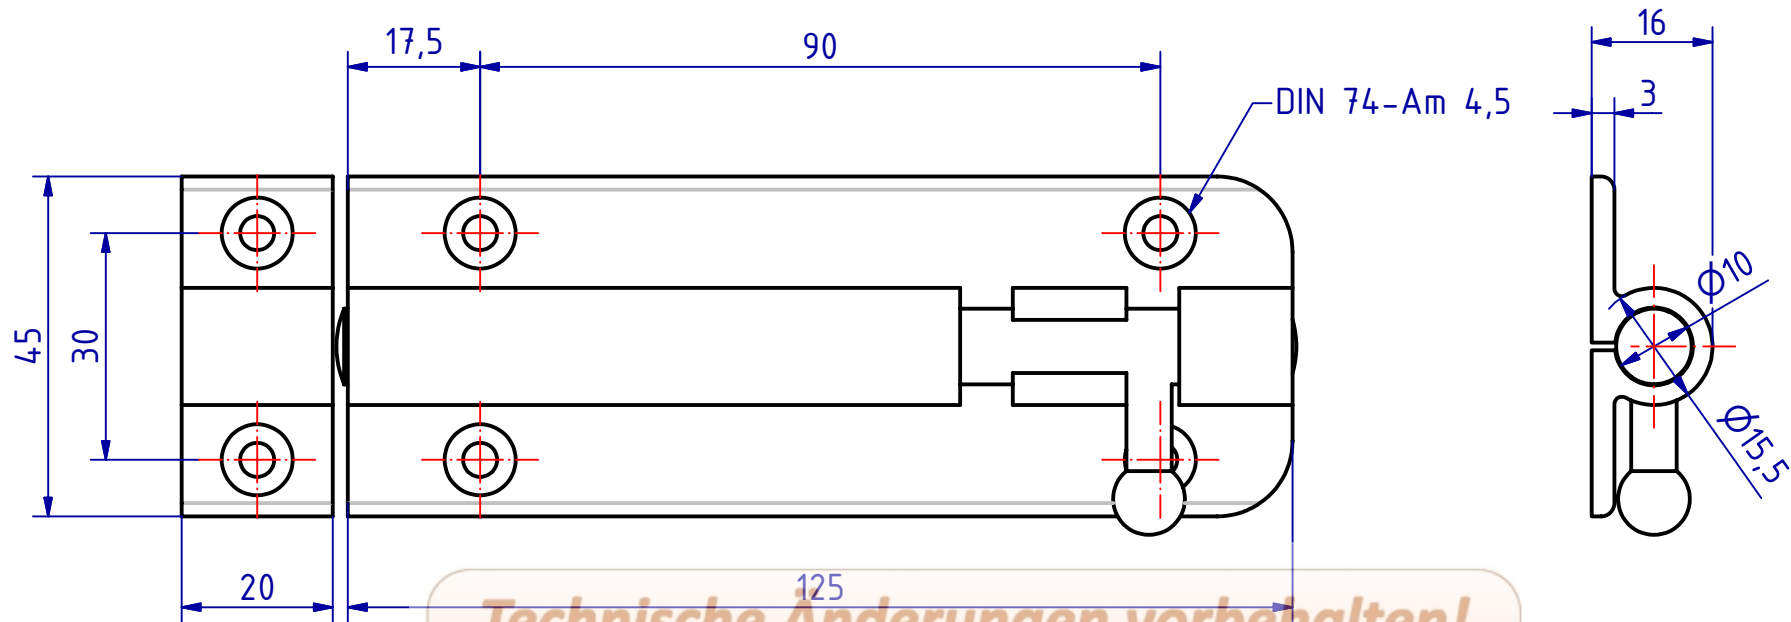 17,5
90
16
3
DIN 74-Am 4,5
Ø10
45
30
Ø15,5
20
125
Technische Änderungen vorbehalten!